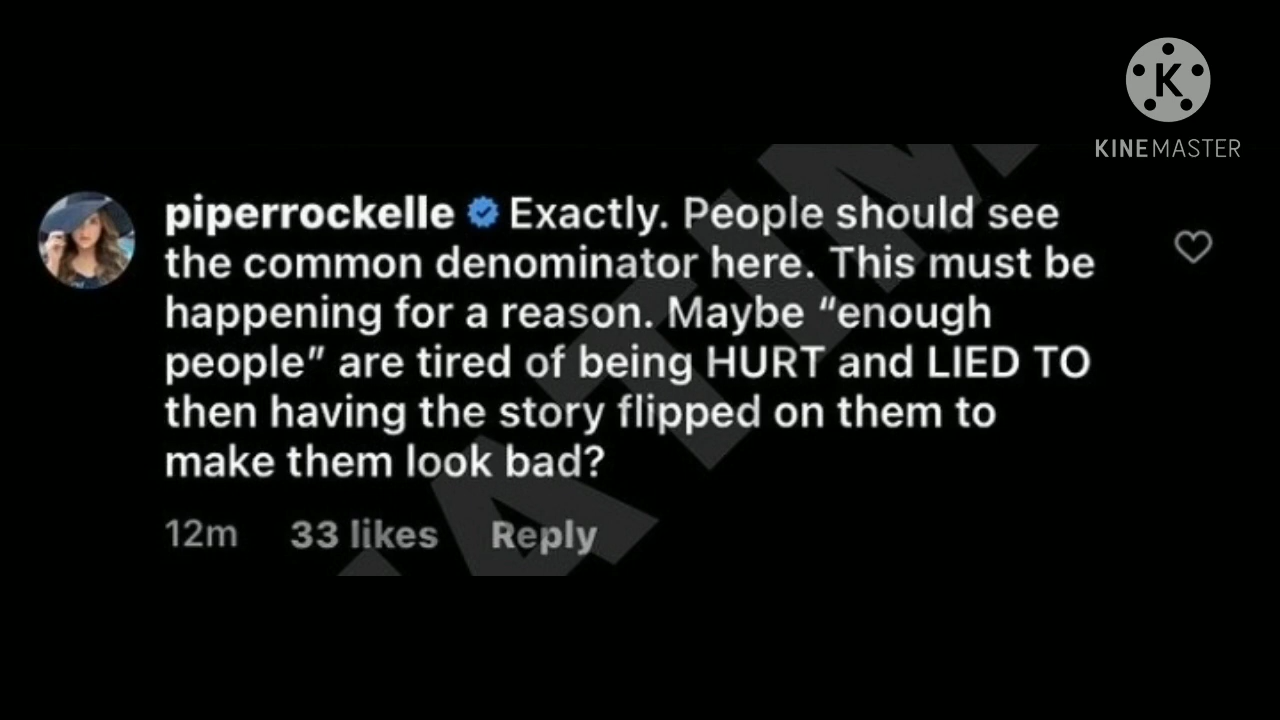 KINEMASTER
piperrockelle Exactly. People should see
the common denominator here. This must be
happening for a reason. Maybe “enough
people” are tired of being HURT and LIED TO
then having the story flipped on them to
make them look bad?
12m 33 likes Reply